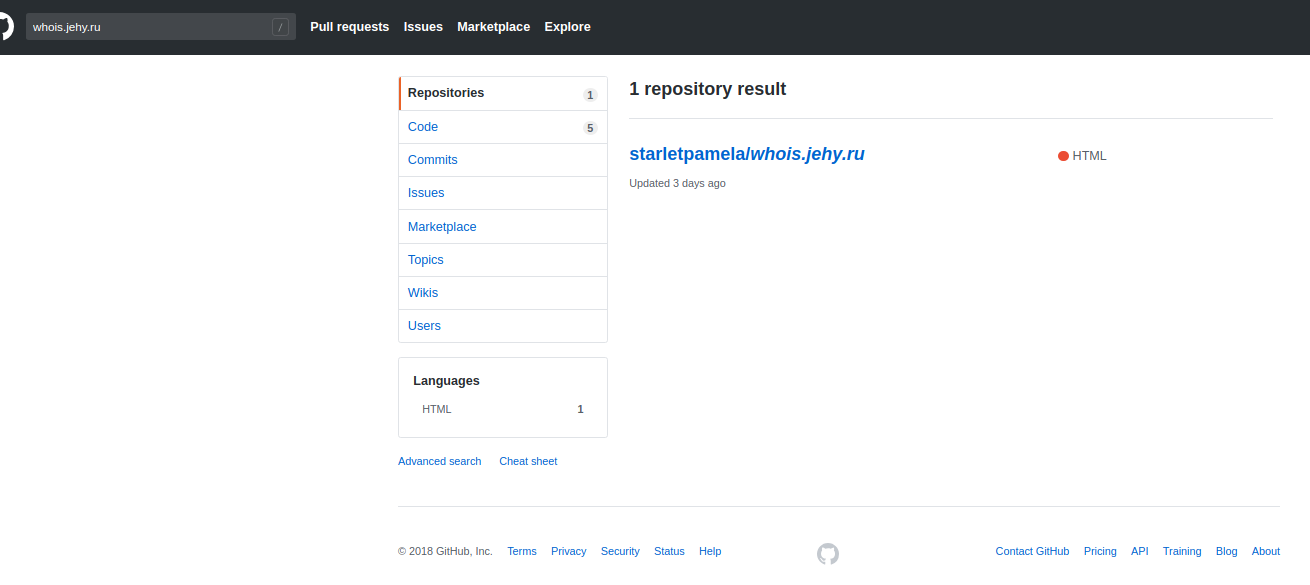 whois.jehy.ru / Pull requests Issues Marketplace Explore
Repositories 1
Code 5
Commits
Issues
Marketplace
Topics
Wikis
Users
Languages
HTML 1
Advanced search Cheat sheet
1 repository result
starletpamela/whois.jehy.ru HTML
Updated 3 days ago
© 2018 GitHub, Inc. Terms Privacy Security Status Help Contact GitHub Pricing API Training Blog About